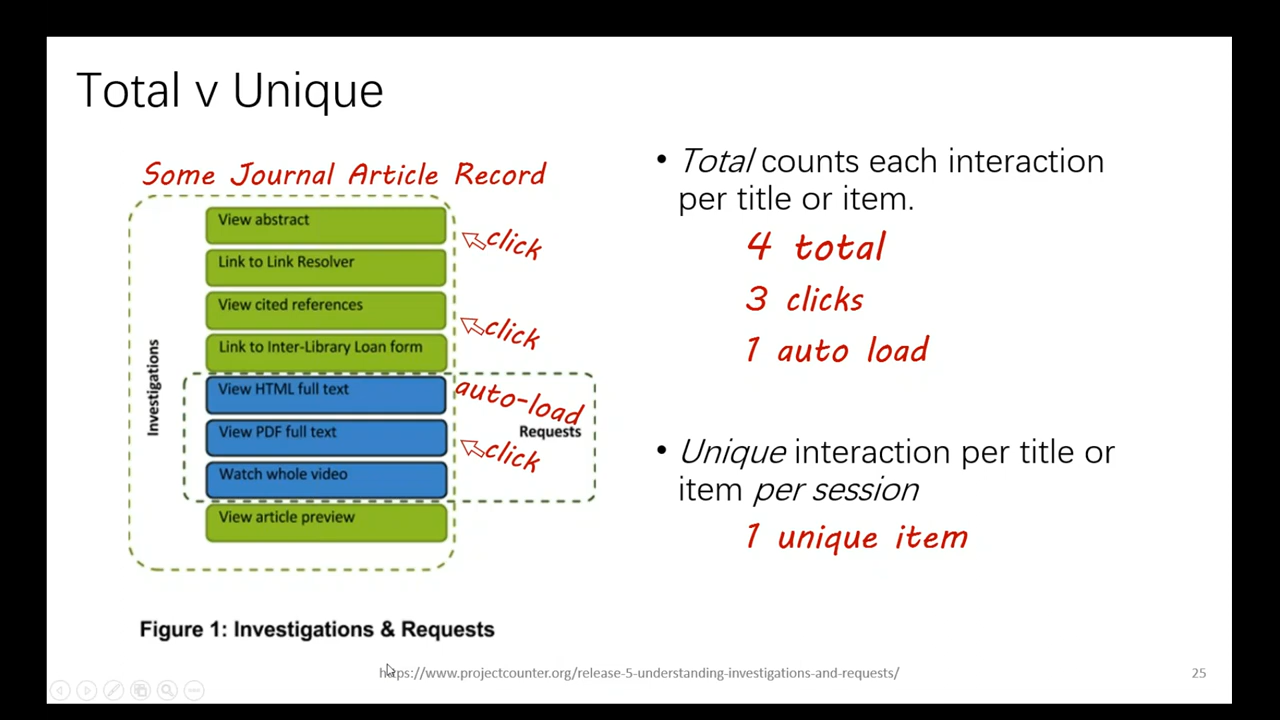 Total v Unique
Some Journal Article Record
View abstract
click
Link to Link Resolver
View cited references
click
Link to Inter-Library Loan form
Investigations
View HTML full text
auto-load
View PDF full text
Requests
click
Watch whole video
View article preview
Figure 1: Investigations & Requests
• Total counts each interaction
per title or item.
4 total
3 clicks
1 auto load
• Unique interaction per title or
item per session
1 unique item
https://www.projectcounter.org/release-5-understanding-investigations-and-requests/
25